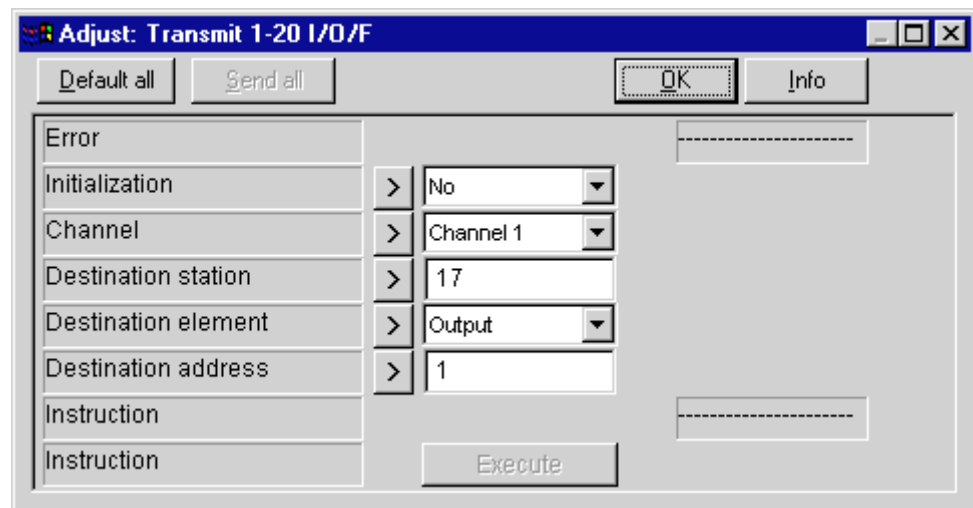 Adjust: Transmit 1-20 I/O/F
Default all Send all OK Info
Error ---------------------
Initialization > No
Channel > Channel 1
Destination station > 17
Destination element > Output
Destination address > 1
Instruction ---------------------
Instruction Execute